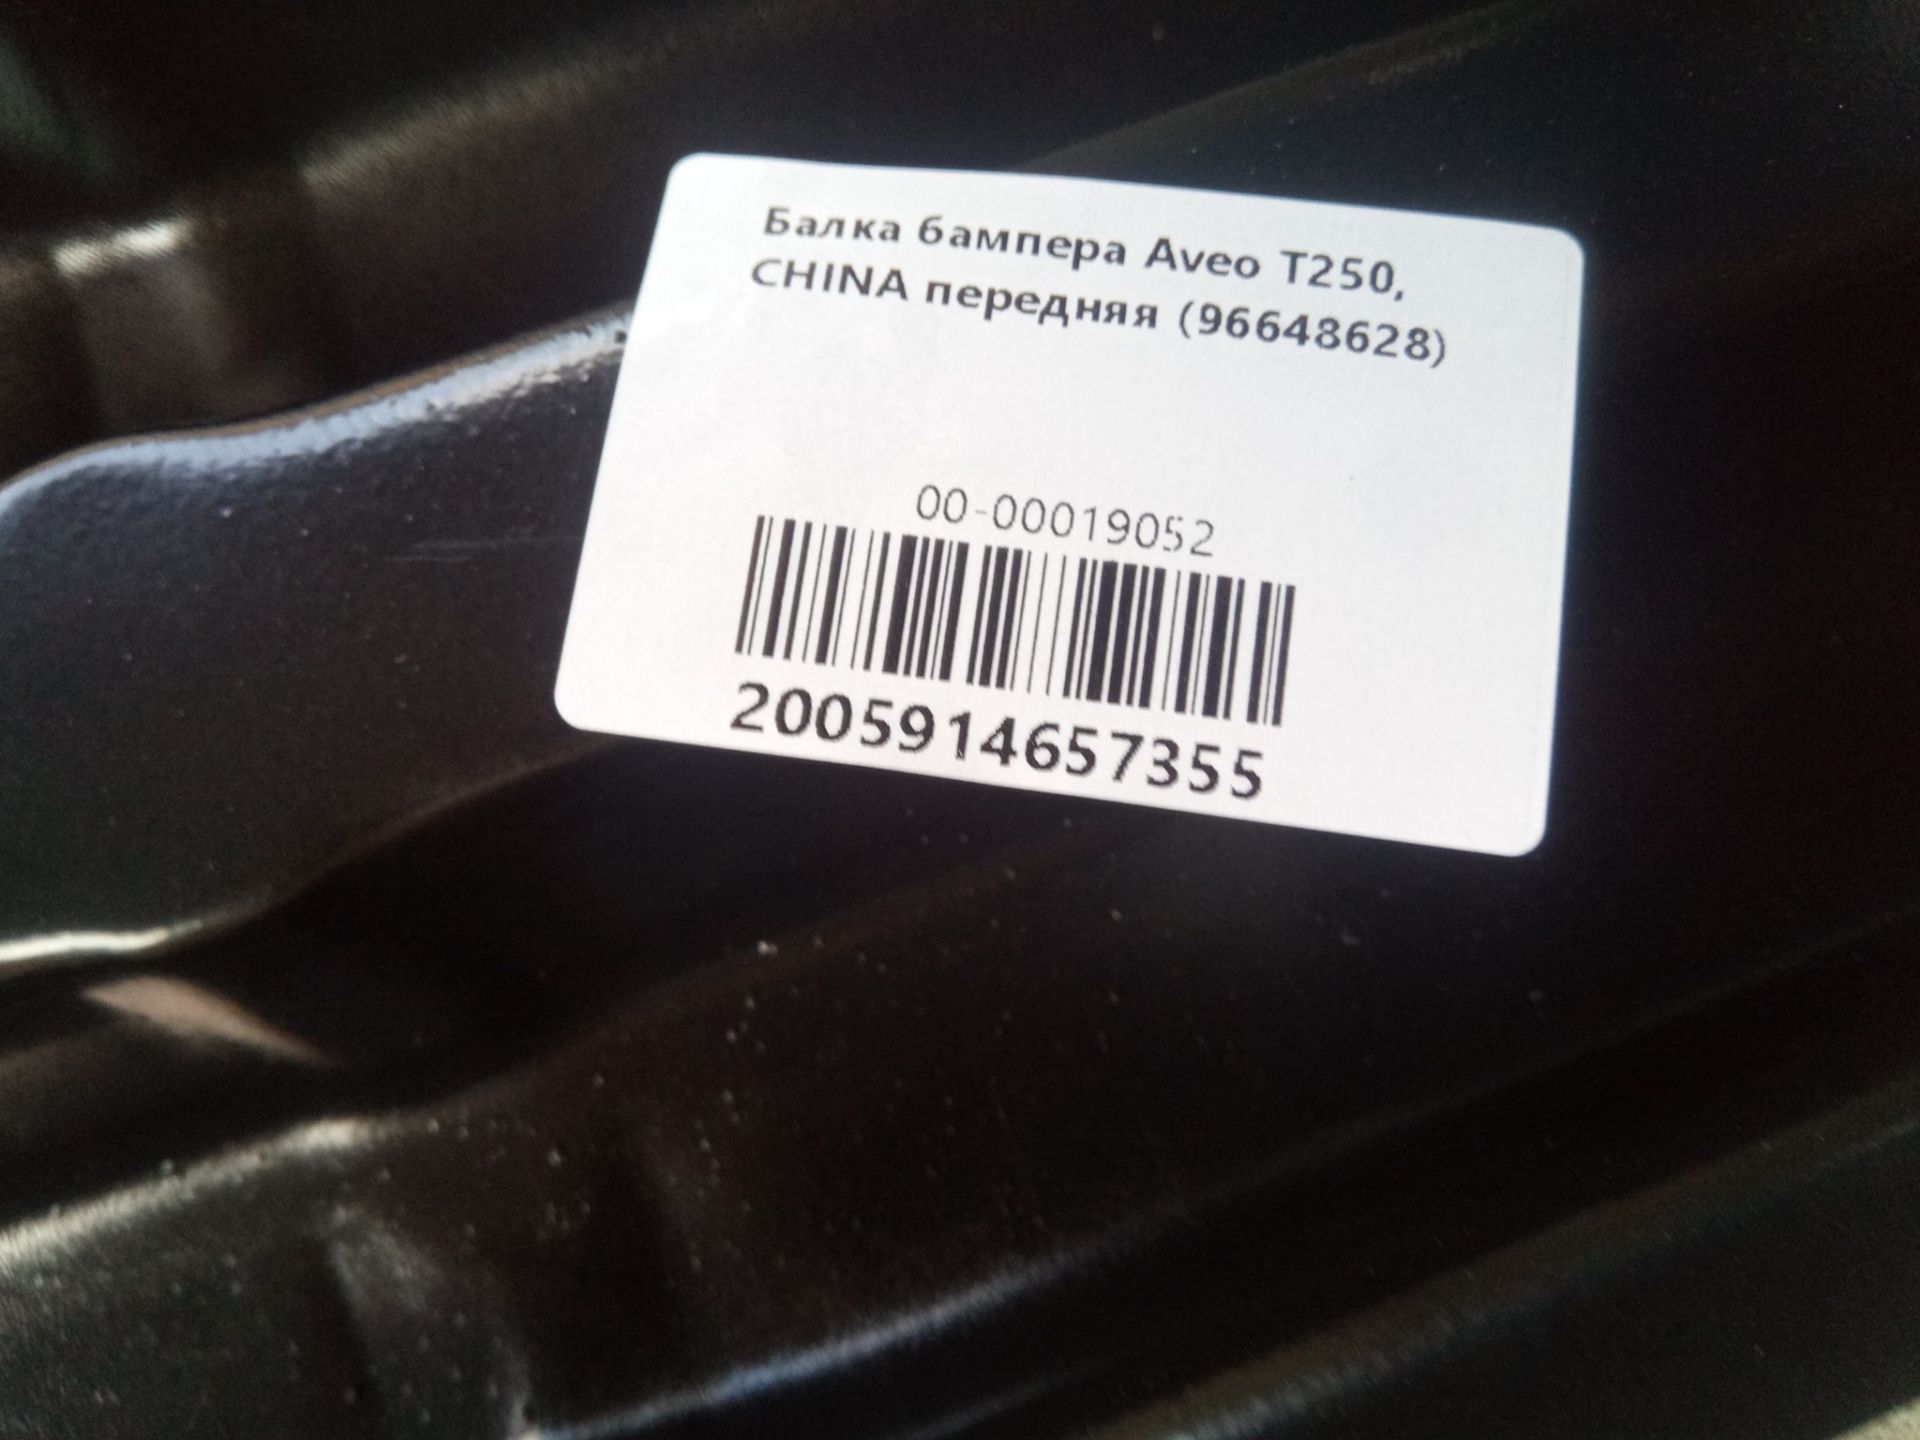 Балка бампера Aveo T250,
CHINA передняя (96648628)
00-00019052
2005914657355